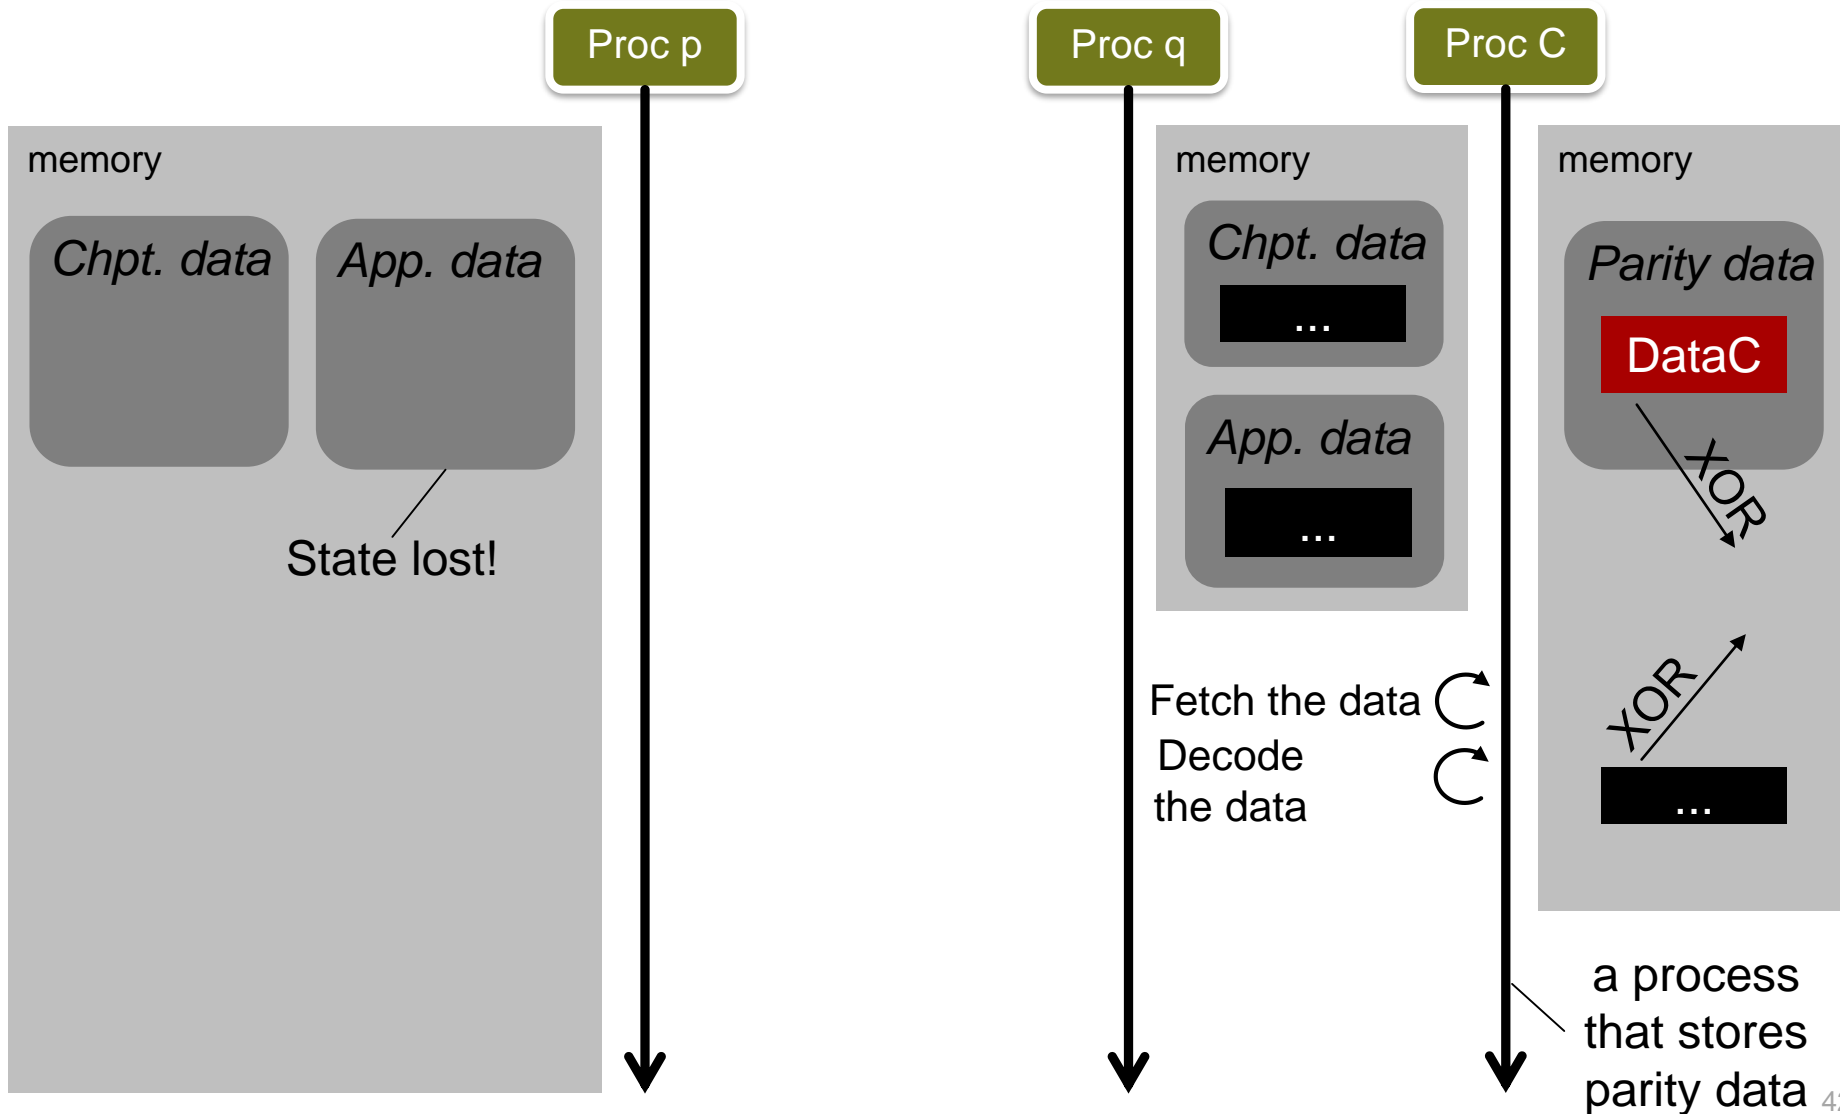 Proc p
Proc q
Proc C
memory
Chpt. data
App. data
State lost!
memory
Chpt. data
...
App. data
...
memory
Parity data
DataC
XOR
XOR
...
Fetch the data
Decode
the data
a process
that stores
parity data